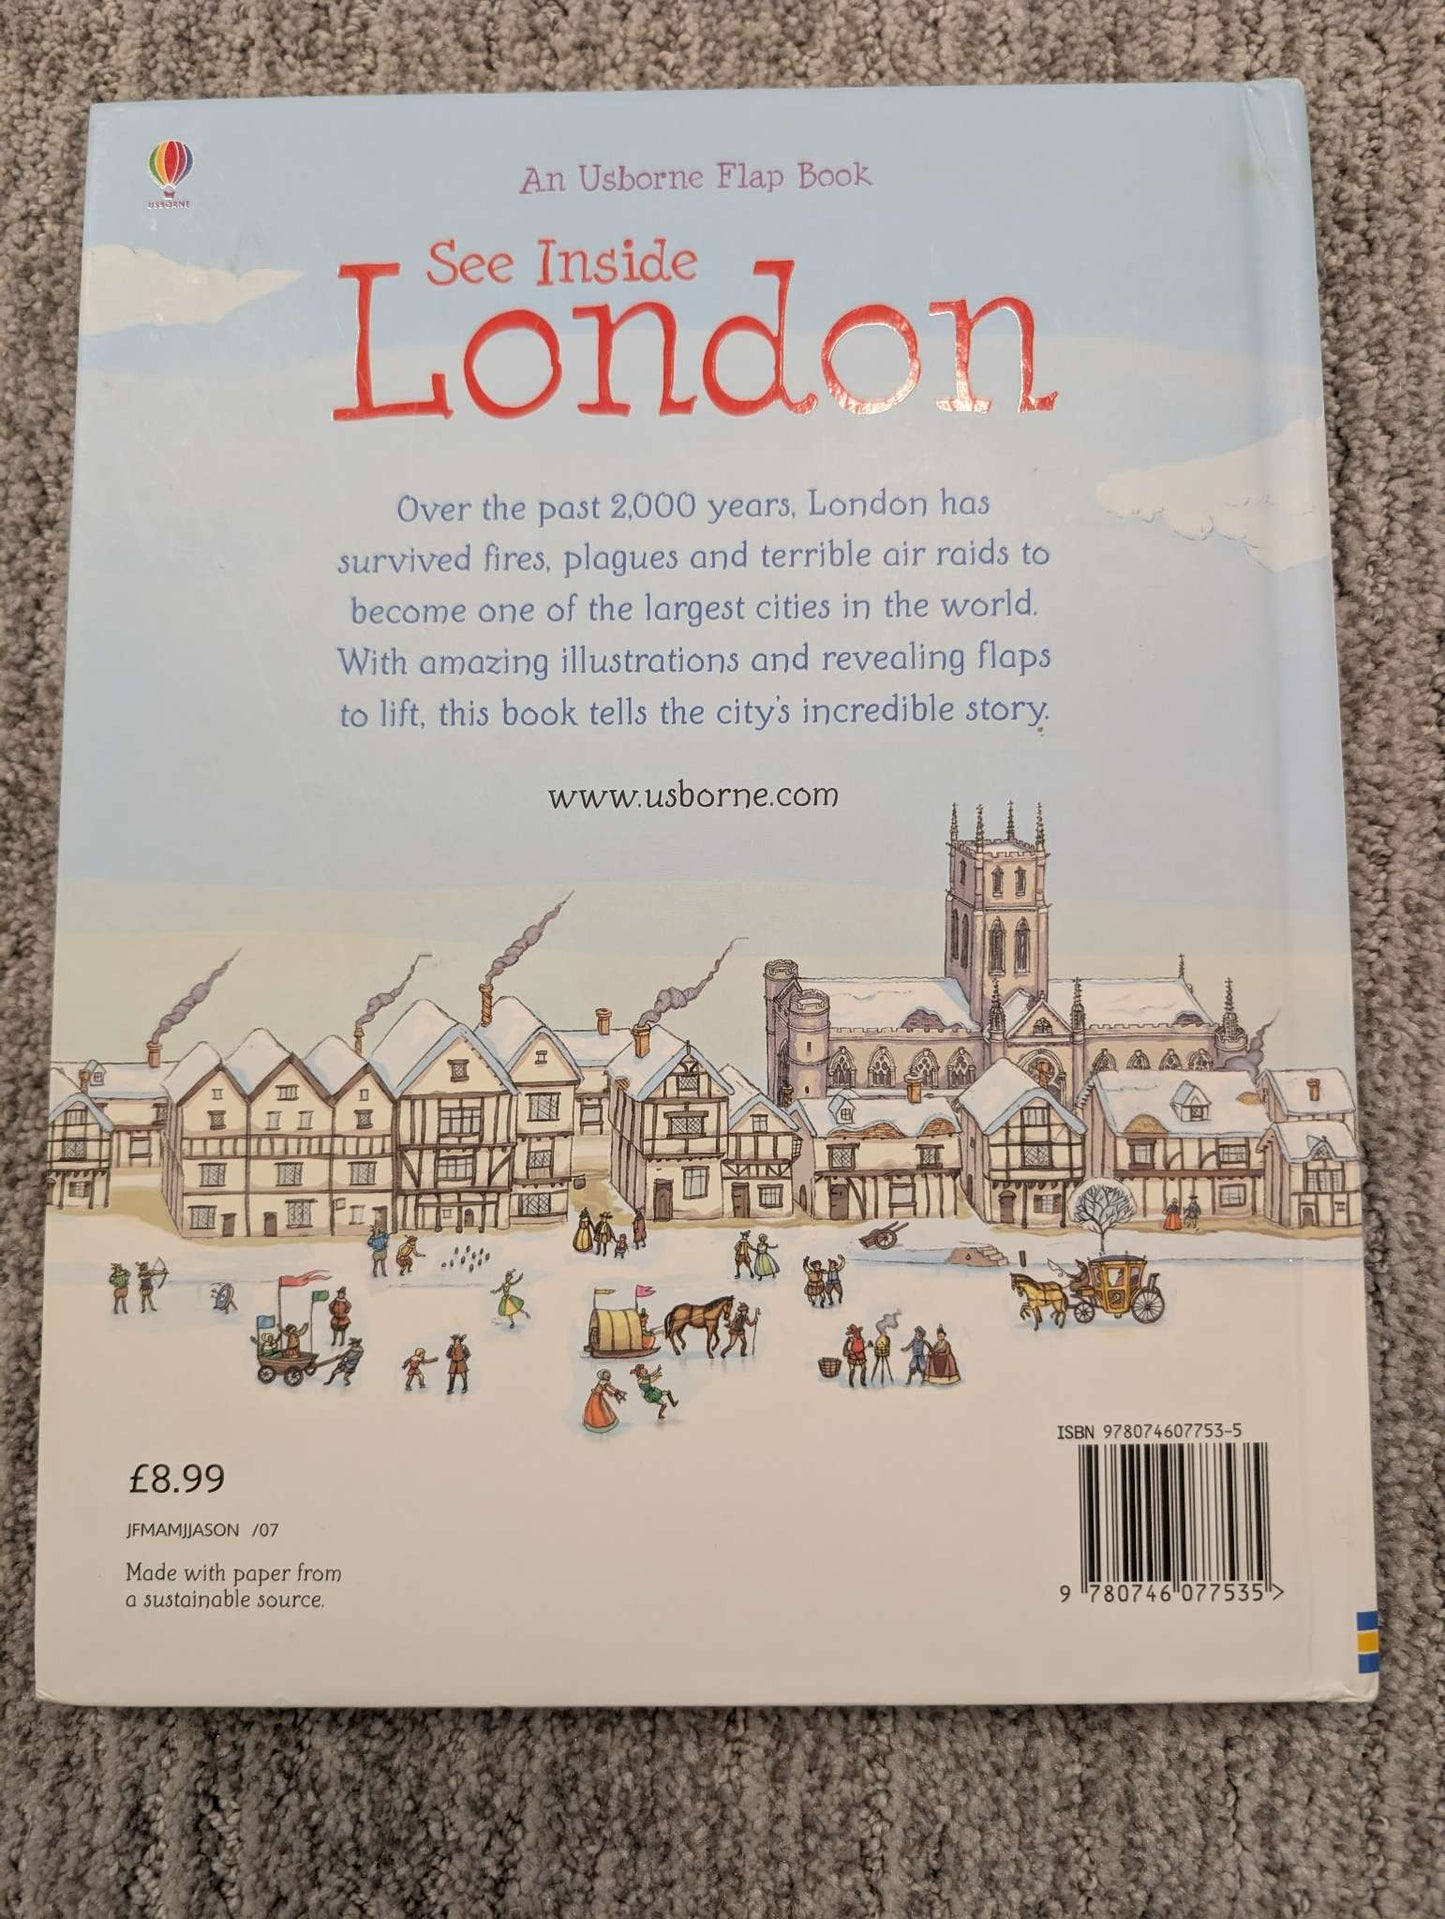 USBORNE
An Usborne Flap Book
See Inside
London
Over the past 2,000 years, London has
survived fires, plagues and terrible air raids to
become one of the largest cities in the world.
With amazing illustrations and revealing flaps
to lift, this book tells the city's incredible story.
www.usborne.com
£8.99
JFMAMJJASON /07
Made with paper from
a sustainable source.
ISBN 978074607753-5
9 780746 077535 >